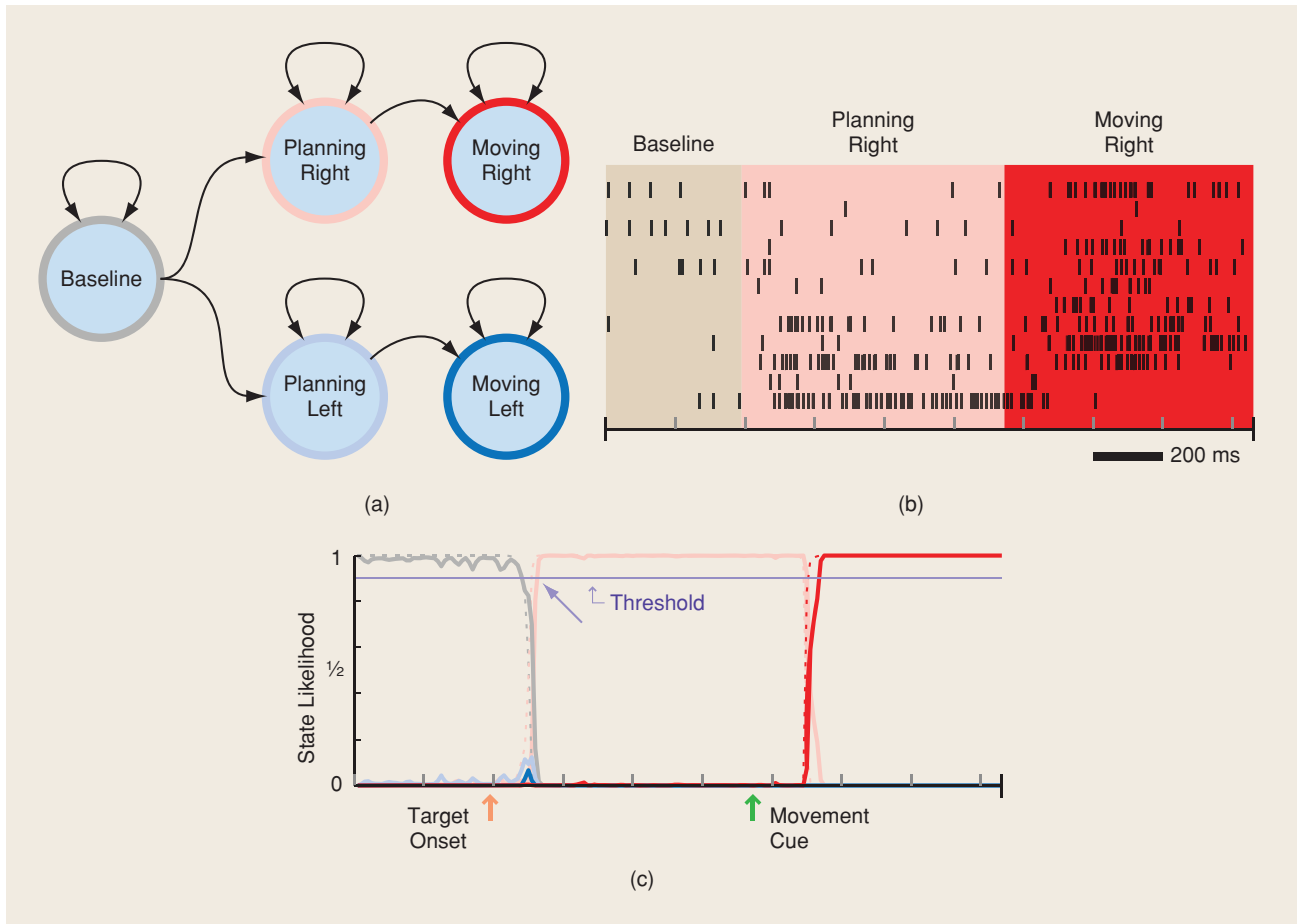 Baseline
Planning
Right
Moving
Right
Planning
Left
Moving
Left
(a)
Baseline
Planning
Right
Moving
Right
200 ms
(b)
State Likelihood
1
½
0
Threshold
Target
Onset
Movement
Cue
(c)